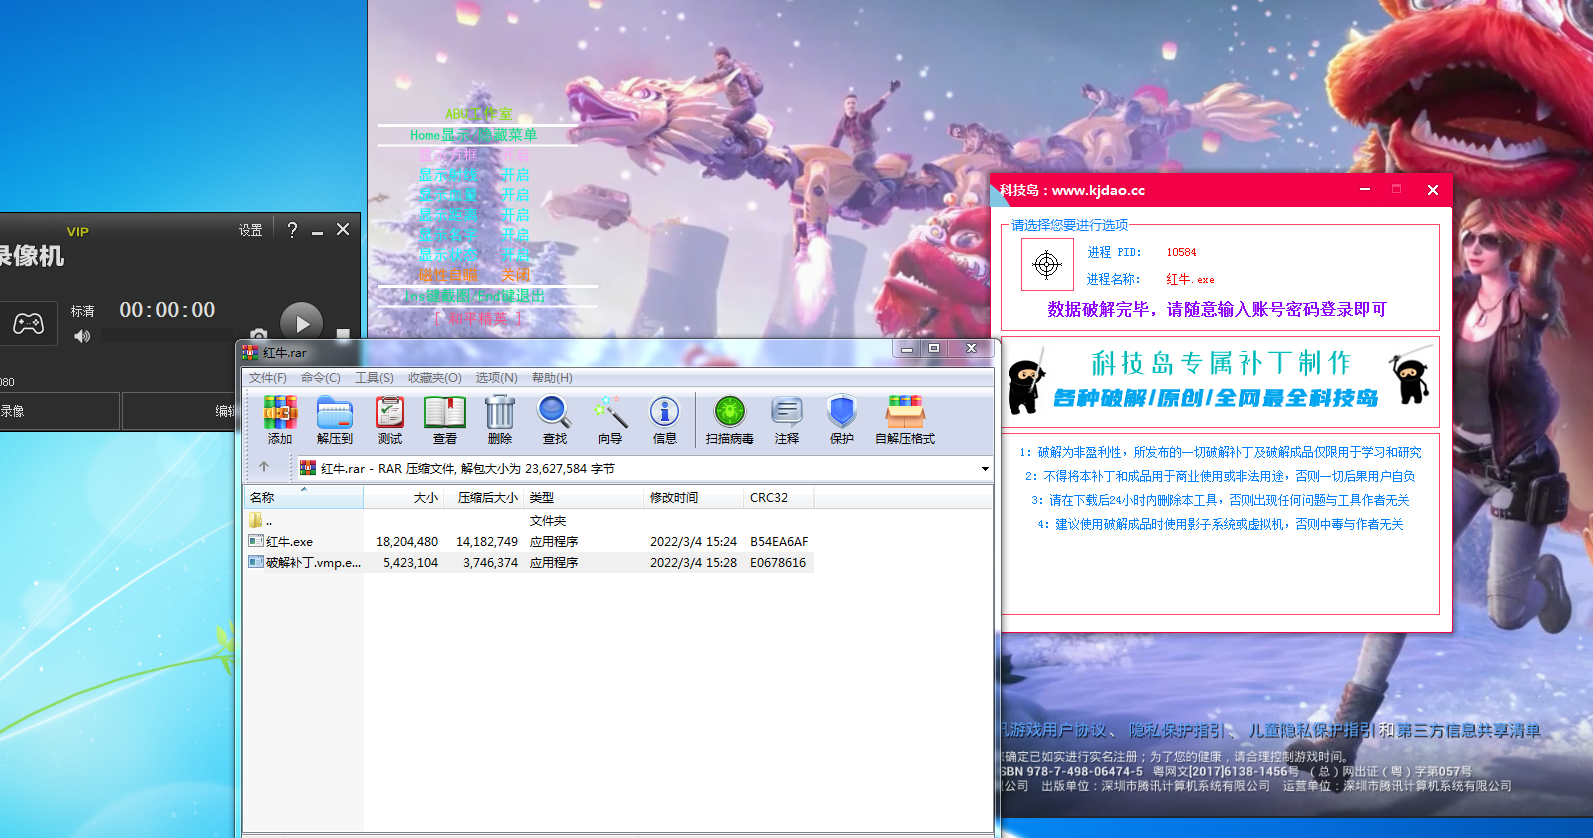 ABU工作室
Home显示/隐藏菜单
显示方框 开启
显示射线 开启
显示血量 开启
显示距离 开启
显示名字 开启
显示状态 开启
磁性自瞄 关闭
Ins键截图/End键退出
[ 和平精英 ]
VIP
设置
录像机
标清
00:00:00
080
录像
编辑
科技岛：www.kjdao.cc
请选择您要进行选项
进程 PID： 10584
进程名称： 红牛.exe
数据破解完毕，请随意输入账号密码登录即可
科技岛专属补丁制作
各种破解/原创/全网最全科技岛
1：破解为非盈利性，所发布的一切破解补丁及破解成品仅限用于学习和研究
2：不得将本补丁和成品用于商业使用或非法用途，否则一切后果用户自负
3：请在下载后24小时内删除本工具，否则出现任何问题与工具作者无关
4：建议使用破解成品时使用影子系统或虚拟机，否则中毒与作者无关
红牛.rar
文件(F) 命令(C) 工具(S) 收藏夹(O) 选项(N) 帮助(H)
添加 解压到 测试 查看 删除 查找 向导 信息 扫描病毒 注释 保护 自解压格式
红牛.rar - RAR 压缩文件, 解包大小为 23,627,584 字节
名称 大小 压缩后大小 类型 修改时间 CRC32
.. 文件夹
红牛.exe 18,204,480 14,182,749 应用程序 2022/3/4 15:24 B54EA6AF
破解补丁.vmp.e... 5,423,104 3,746,374 应用程序 2022/3/4 15:28 E0678616
讯游戏用户协议、隐私保护指引、儿童隐私保护指引和第三方信息共享清单
确定已如实进行实名注册；为了您的健康，请合理控制游戏时间。
SBN 978-7-498-06474-5 粤网文[2017]6138-1456号 （总）网出证（粤）字第057号
公司 出版单位：深圳市腾讯计算机系统有限公司 运营单位：深圳市腾讯计算机系统有限公司